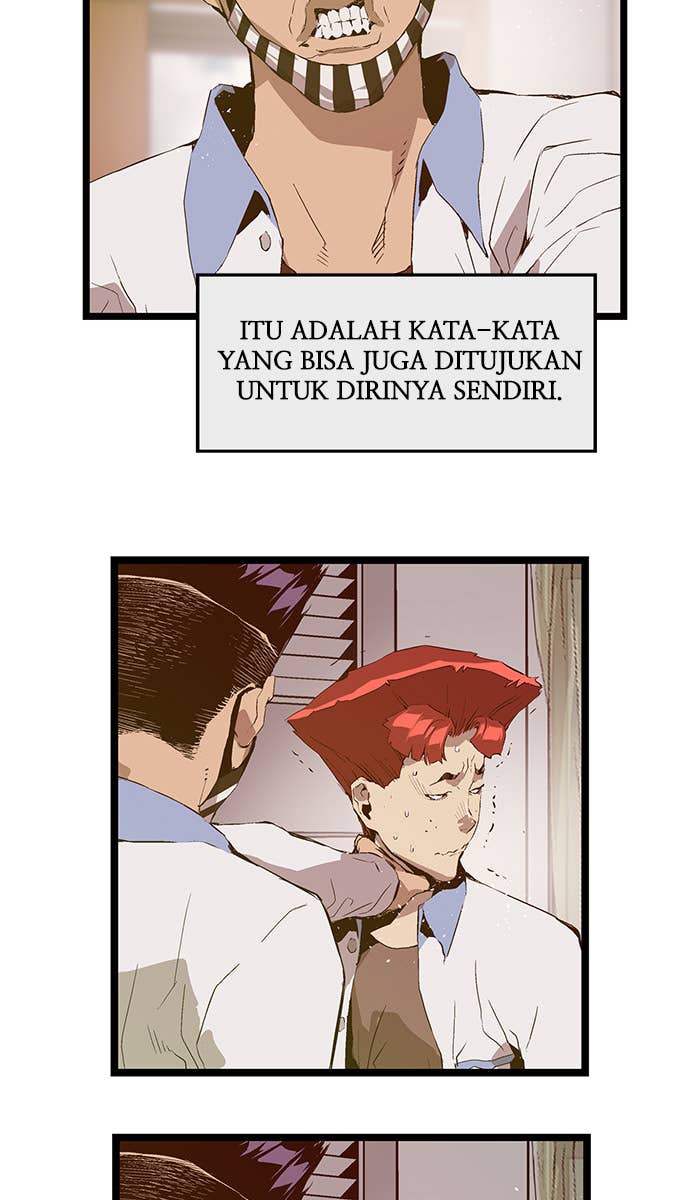 ITU ADALAH KATA-KATA
YANG BISA JUGA DITUJUKAN
UNTUK DIRINYA SENDIRI.